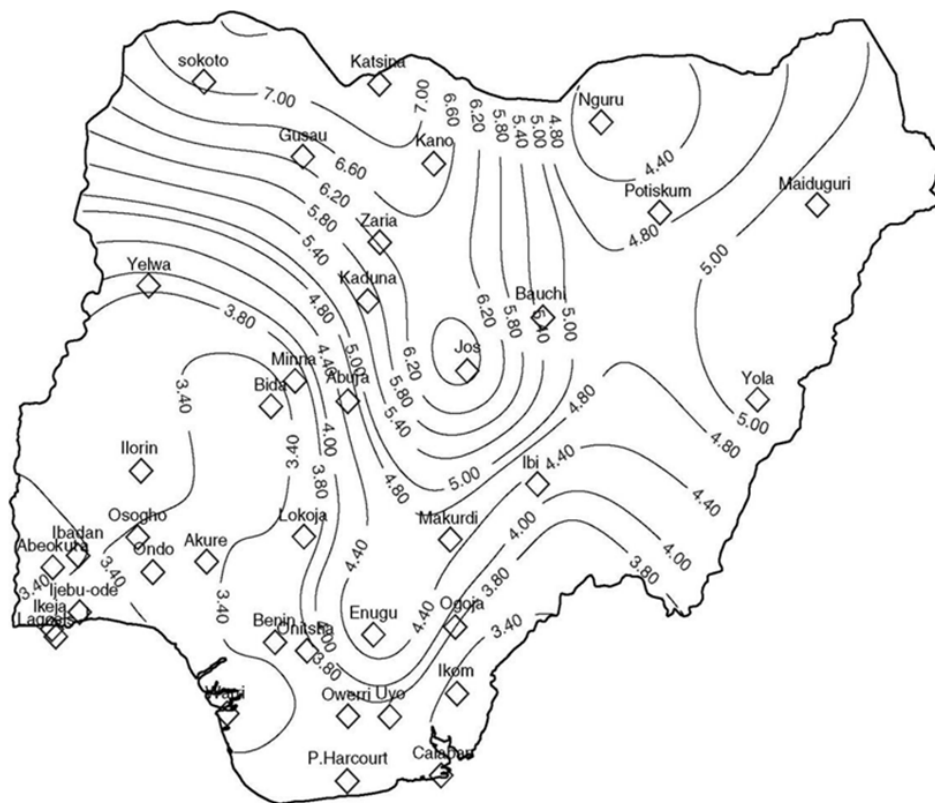 sokoto
Katsina
7.00
7.00
6.60
6.20
5.80
5.40
5.00
4.80
Nguru
4.40
Gusau
Kano
6.60
6.20
5.80
5.40
Potiskum
4.80
Maiduguri
Zaria
5.00
Yelwa
Kaduna
4.80
Bauchi
3.80
6.20
5.80
5.40
5.00
4.40
5.00
6.20
Jos
Minna
Bida
Abuja
5.80
Yola
3.40
4.80
5.00
5.40
4.00
4.80
3.40
Ilorin
3.80
4.80
5.00
4.40
Ibi
4.40
Osogho
Lokoja
Makurdi
4.00
4.00
Ibadan
Abeokuta
Ondo
Akure
4.40
3.80
3.80
3.40
3.40
Ijebu-ode
3.40
Ikeja
Benin
Onitsha
Enugu
4.40
Ogoja
3.40
3.80
Ikom
Warri
Owerri
Uyo
P.Harcourt
Calabar